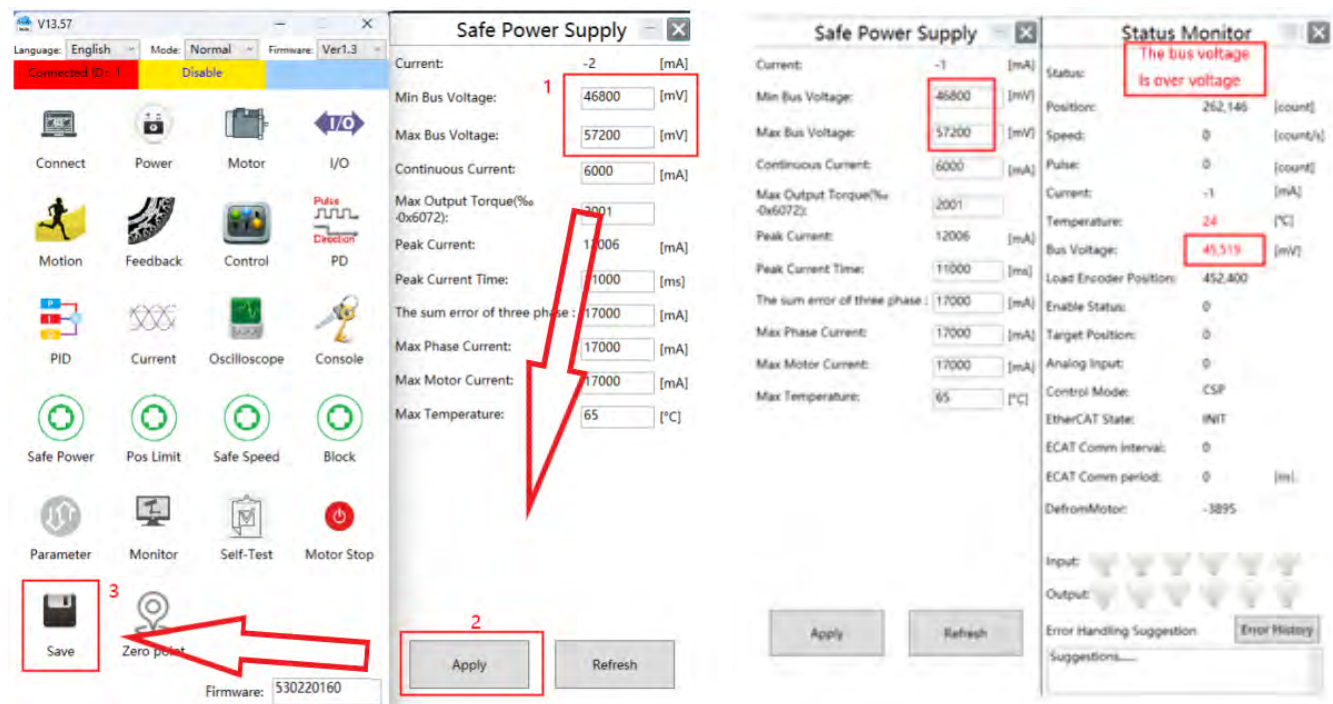 V13.57
Language: English Mode: Normal Firmware: Ver1.3
Connected ID: 1 Disable
Connect Power Motor I/O
Pulse
Direction
Motion Feedback Control PD
PID Current Oscilloscope Console
Safe Power Pos Limit Safe Speed Block
Parameter Monitor Self-Test Motor Stop
3
Save Zero point
Firmware: 530220160
Safe Power Supply
Current: -2 [mA]
1
Min Bus Voltage: 46800 [mV]
Max Bus Voltage: 57200 [mV]
Continuous Current: 6000 [mA]
Max Output Torque(‰
-0x6072): 2001
Peak Current: 12006 [mA]
Peak Current Time: 11000 [ms]
The sum error of three phase : 17000 [mA]
Max Phase Current: 17000 [mA]
Max Motor Current: 17000 [mA]
Max Temperature: 65 [°C]
2
Apply Refresh
Safe Power Supply
Current: -1 [mA]
Min Bus Voltage: 46800 [mV]
Max Bus Voltage: 57200 [mV]
Continuous Current: 6000 [mA]
Max Output Torque(‰
-0x6072): 2001
Peak Current: 12006 [mA]
Peak Current Time: 11000 [ms]
The sum error of three phase : 17000 [mA]
Max Phase Current: 17000 [mA]
Max Motor Current: 17000 [mA]
Max Temperature: 65 [°C]
Apply Refresh
Status Monitor
The bus voltage
Status: Is over voltage
Position: 262,146 [count]
Speed: 0 [count/s]
Pulse: 0 [count]
Current: -1 [mA]
Temperature: 24 [°C]
Bus Voltage: 45,519 [mV]
Load Encoder Position: 452,400
Enable Status: 0
Target Position: 0
Analog Input: 0
Control Mode: CSP
EtherCAT State: INIT
ECAT Comm interval: 0
ECAT Comm period: 0
DefromMotor: -3895
Input:
Output:
Error Handling Suggestion Error History
Suggestions......